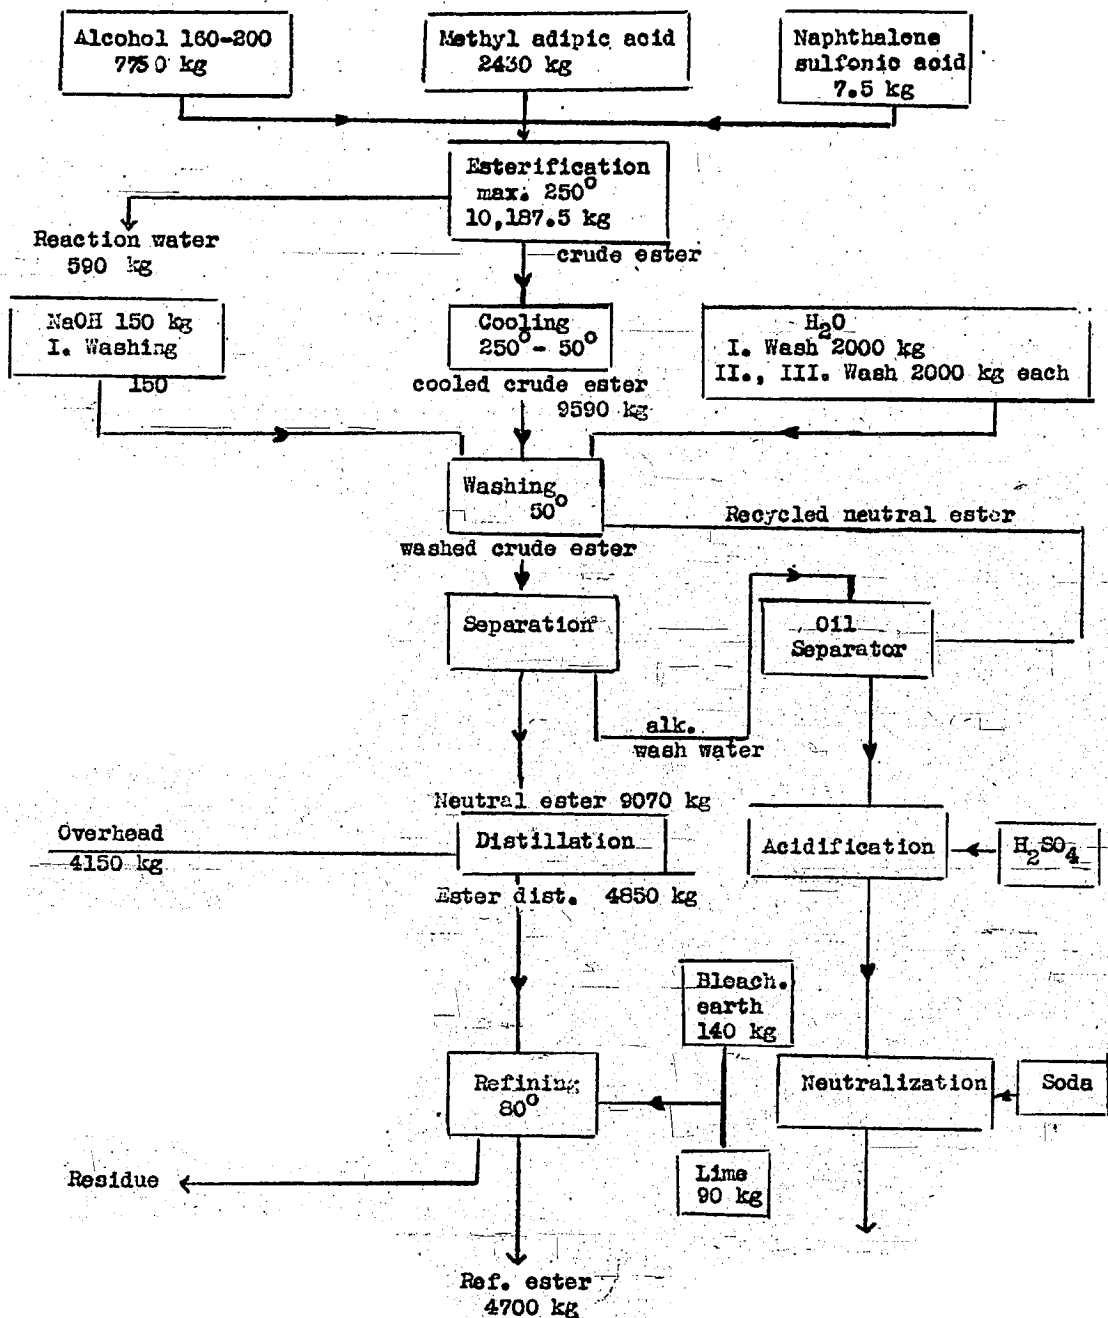 Alcohol 160-200
7750 kg
Methyl adipic acid
2430 kg
Naphthalene
sulfonic acid
7.5 kg
Esterification
max. 250°
10,187.5 kg
Reaction water
590 kg
crude ester
NaOH 150 kg
I. Washing
150
Cooling
250° - 50°
H2O
I. Wash 2000 kg
II., III. Wash 2000 kg each
cooled crude ester
9590 kg
Washing
50°
Recycled neutral ester
washed crude ester
Separation
Oil
Separator
alk.
wash water
Neutral ester 9070 kg
Overhead
4150 kg
Distillation
Acidification
H2SO4
Ester dist. 4850 kg
Bleach.
earth
140 kg
Refining
80°
Neutralization
Soda
Residue
Lime
90 kg
Ref. ester
4700 kg